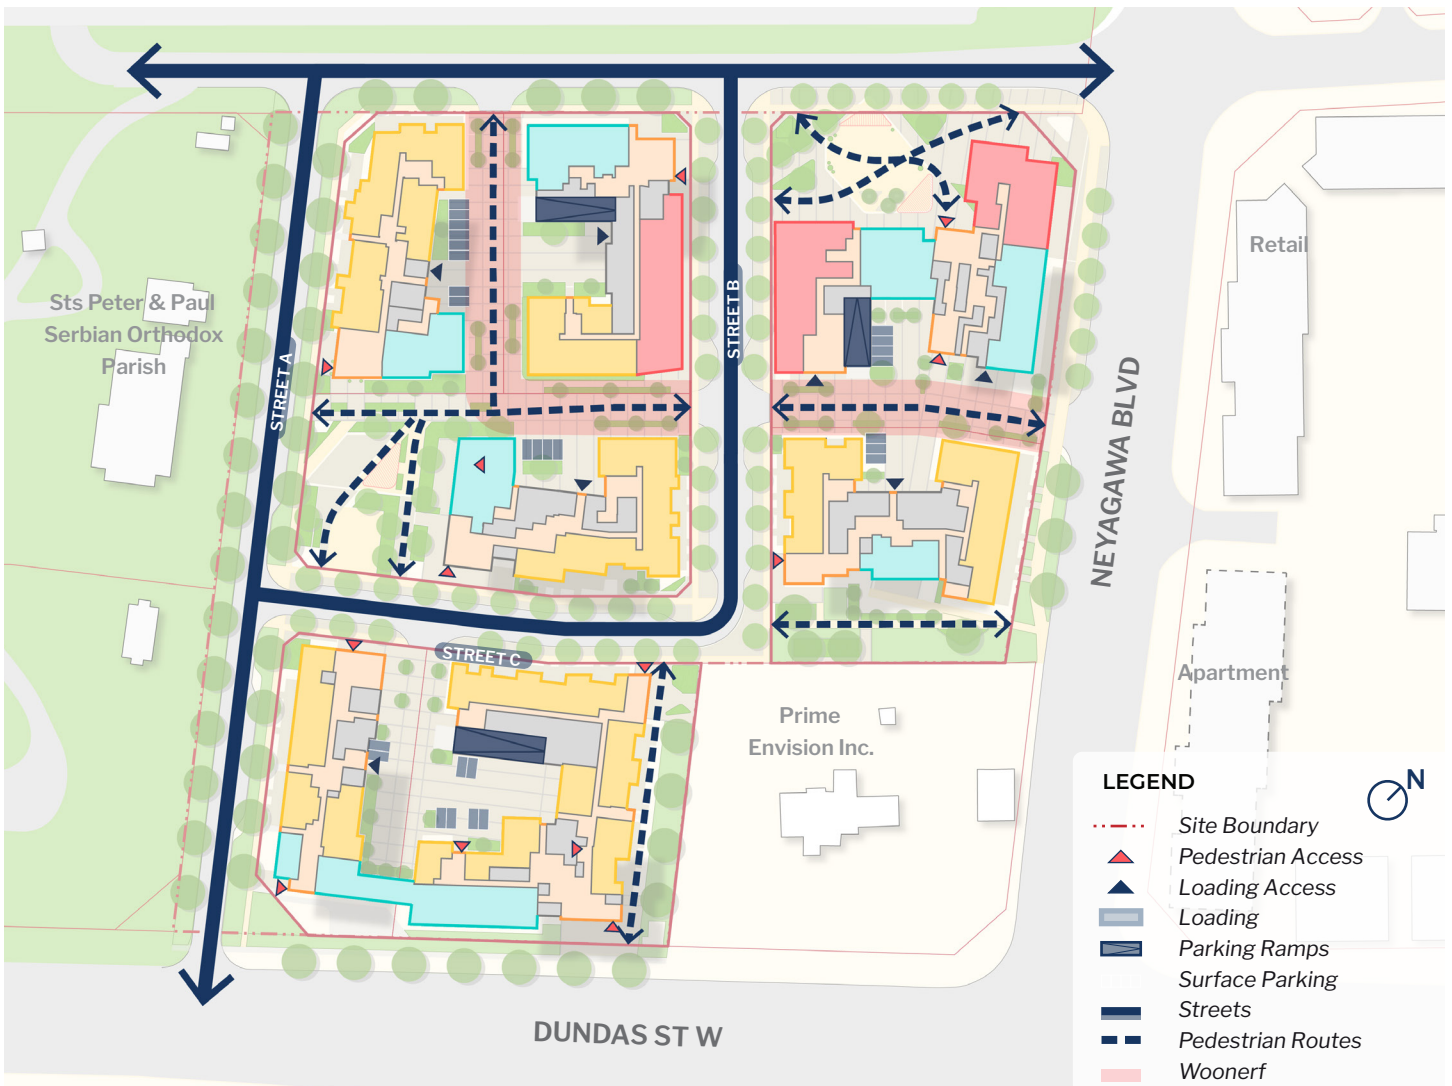 Retail
Sts Peter & Paul
Serbian Orthodox
Parish
STREET A
STREET B
NEYAGAWA BLVD
STREET C
Apartment
Prime
Envision Inc.
DUNDAS ST W
LEGEND
N
Site Boundary
Pedestrian Access
Loading Access
Loading
Parking Ramps
Surface Parking
Streets
Pedestrian Routes
Woonerf